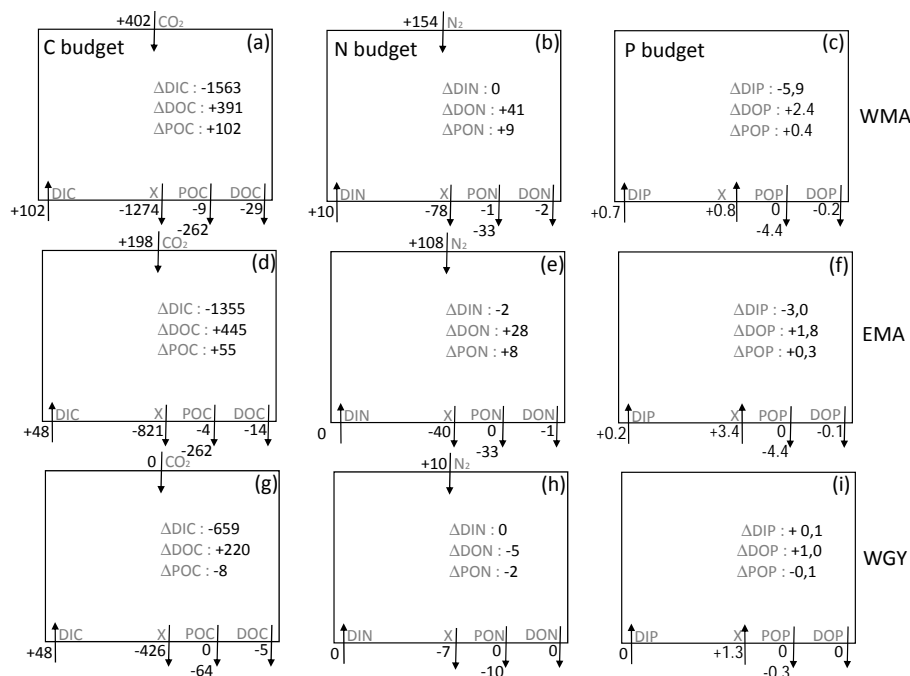 +402 CO₂ +154 N₂
C budget (a) N budget (b) P budget (c)
ΔDIC : -1563 ΔDIN : 0 ΔDIP : -5,9
ΔDOC : +391 ΔDON : +41 ΔDOP : +2.4
ΔPOC : +102 ΔPON : +9 ΔPOP : +0.4
WMA
DIC X POC DOC DIN X PON DON DIP X POP DOP
+102 -1274 -9 -29 +10 -78 -1 -2 +0.7 +0.8 0 -0.2
-262 -33 -4.4
+198 CO₂ +108 N₂
(d) (e) (f)
ΔDIC : -1355 ΔDIN : -2 ΔDIP : -3,0
ΔDOC : +445 ΔDON : +28 ΔDOP : +1,8
ΔPOC : +55 ΔPON : +8 ΔPOP : +0,3
EMA
DIC X POC DOC DIN X PON DON DIP X POP DOP
+48 -821 -4 -14 0 -40 0 -1 +0.2 +3.4 0 -0.1
-262 -33 -4.4
0 CO₂ +10 N₂
(g) (h) (i)
ΔDIC : -659 ΔDIN : 0 ΔDIP : + 0,1
ΔDOC : +220 ΔDON : -5 ΔDOP : +1,0
ΔPOC : -8 ΔPON : -2 ΔPOP : -0,1
WGY
DIC X POC DOC DIN X PON DON DIP X POP DOP
+48 -426 0 -5 0 -7 0 0 0 +1.3 0 0
-64 -10 -0.3